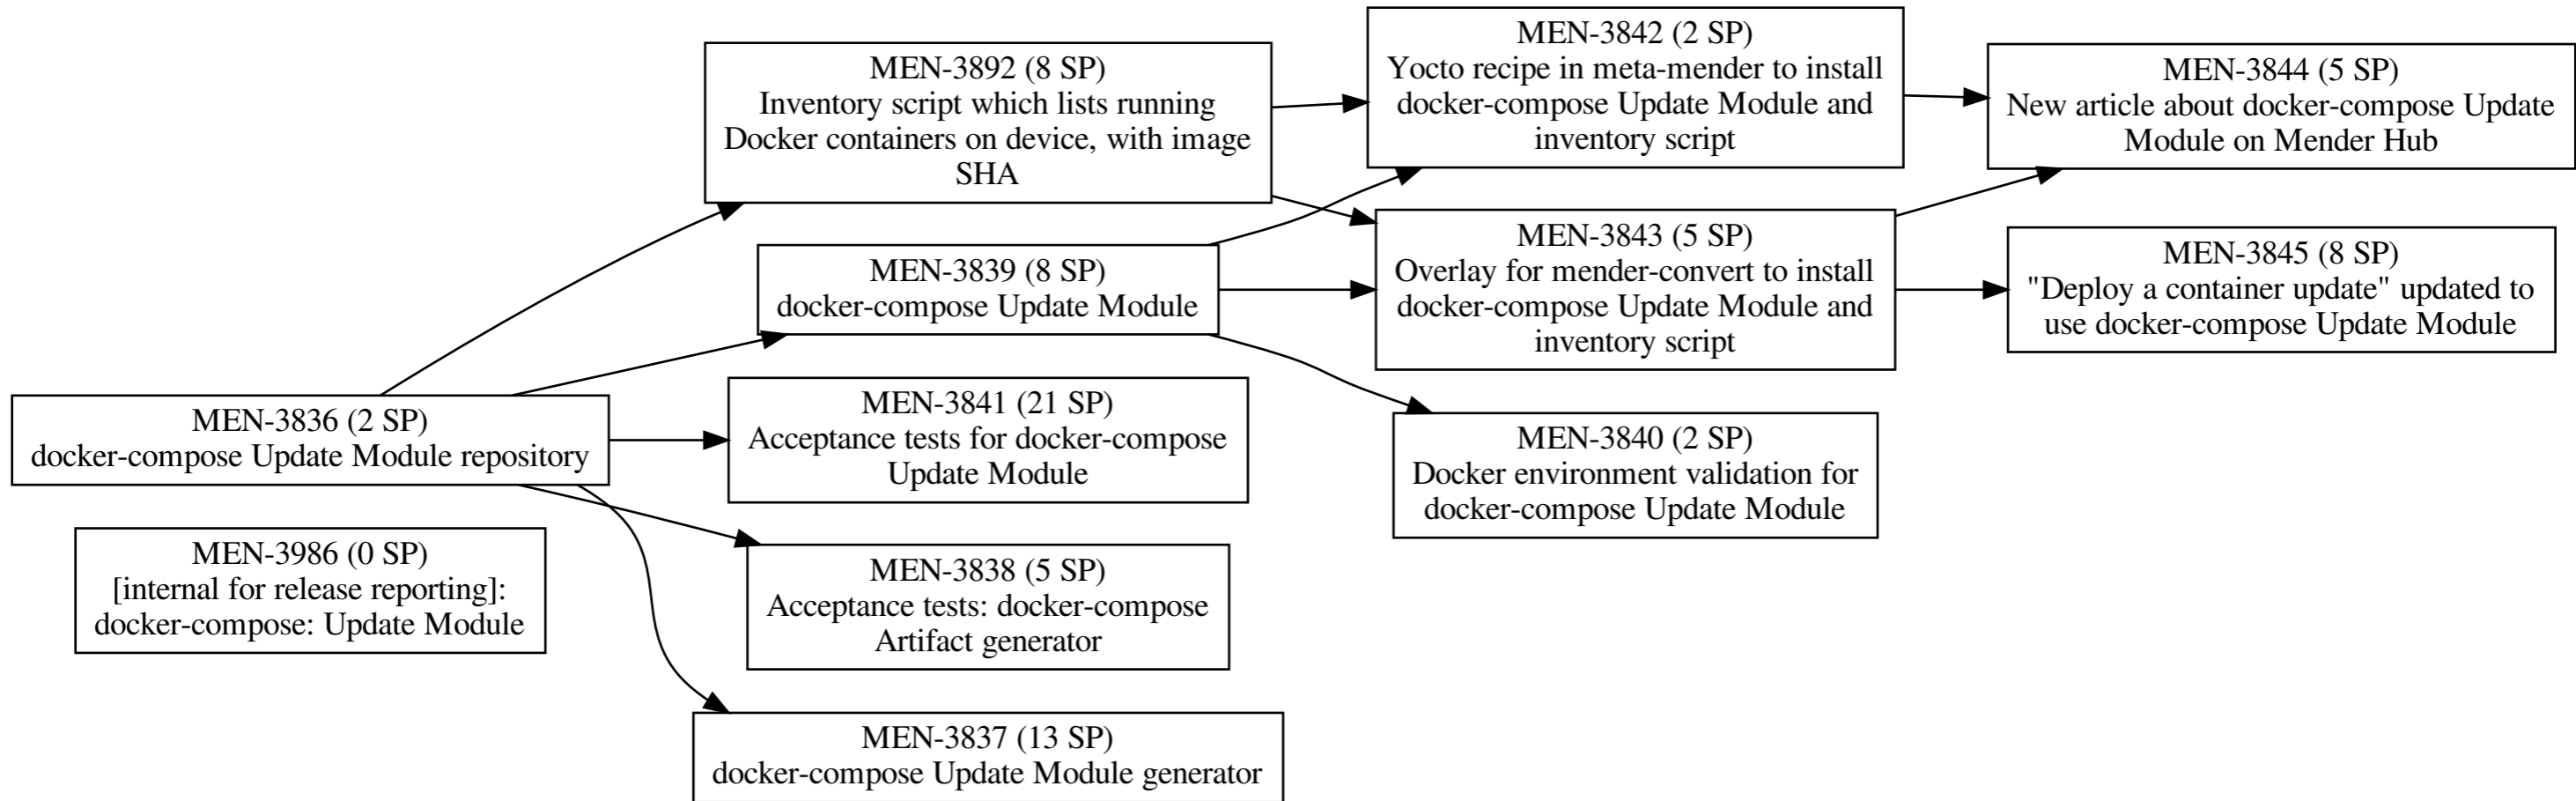 MEN-3892 (8 SP)
Inventory script which lists running
Docker containers on device, with image
SHA
MEN-3842 (2 SP)
Yocto recipe in meta-mender to install
docker-compose Update Module and
inventory script
MEN-3844 (5 SP)
New article about docker-compose Update
Module on Mender Hub
MEN-3839 (8 SP)
docker-compose Update Module
MEN-3843 (5 SP)
Overlay for mender-convert to install
docker-compose Update Module and
inventory script
MEN-3845 (8 SP)
"Deploy a container update" updated to
use docker-compose Update Module
MEN-3836 (2 SP)
docker-compose Update Module repository
MEN-3841 (21 SP)
Acceptance tests for docker-compose
Update Module
MEN-3840 (2 SP)
Docker environment validation for
docker-compose Update Module
MEN-3986 (0 SP)
[internal for release reporting]:
docker-compose: Update Module
MEN-3838 (5 SP)
Acceptance tests: docker-compose
Artifact generator
MEN-3837 (13 SP)
docker-compose Update Module generator